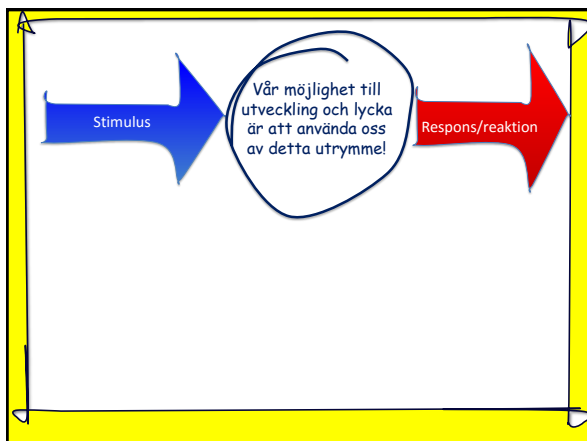 Stimulus
Vår möjlighet till
utveckling och lycka
är att använda oss
av detta utrymme!
Respons/reaktion